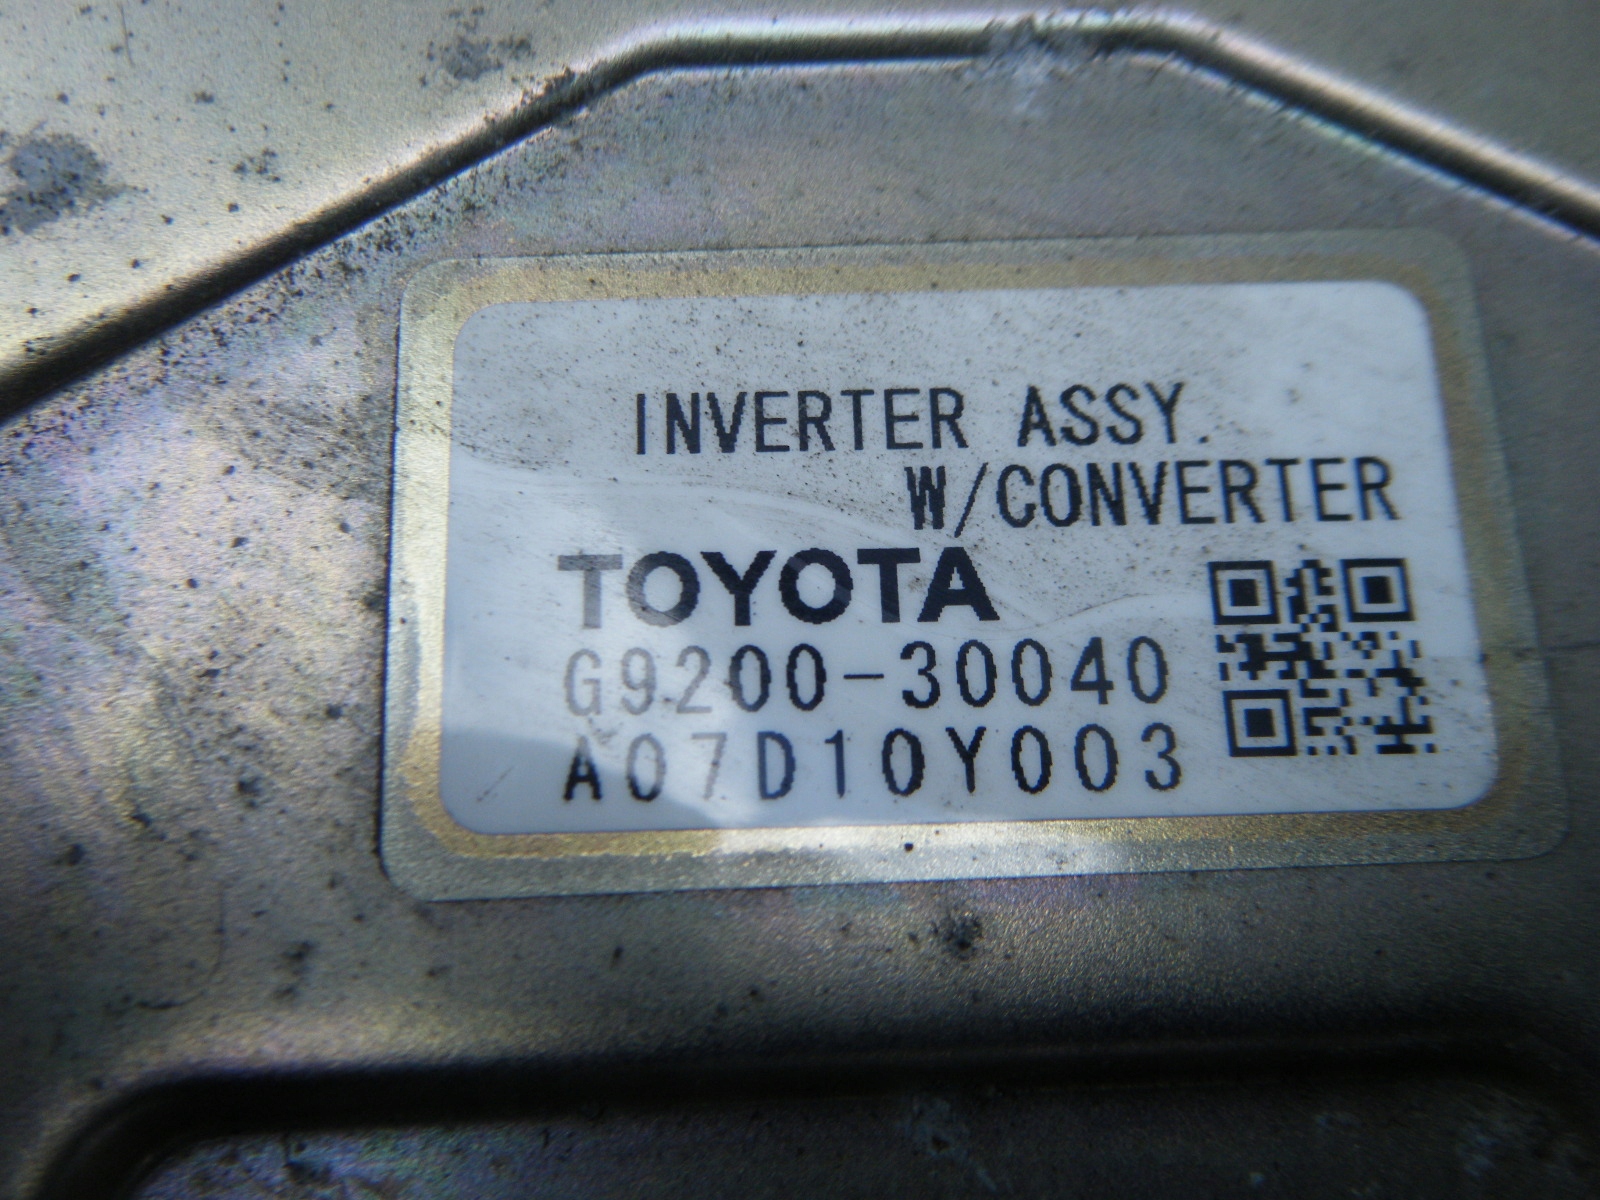 INVERTER ASSY.
W/CONVERTER
TOYOTA
G9200-30040
A07D10Y003